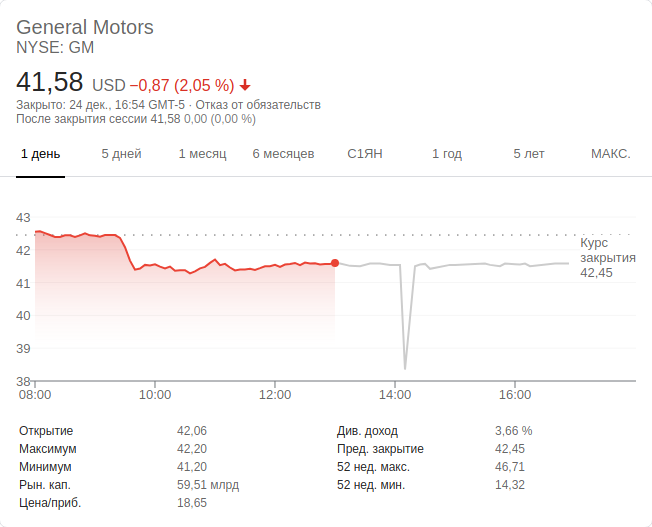 General Motors
NYSE: GM
41,58 USD −0,87 (2,05 %)
Закрыто: 24 дек., 16:54 GMT-5 · Отказ от обязательств
После закрытия сессии 41,58 0,00 (0,00 %)
1 день 5 дней 1 месяц 6 месяцев С1ЯН 1 год 5 лет МАКС.
43
42
41
40
39
38
Курс
закрытия
42,45
08:00 10:00 12:00 14:00 16:00
Открытие 42,06 Див. доход 3,66 %
Максимум 42,20 Пред. закрытие 42,45
Минимум 41,20 52 нед. макс. 46,71
Рын. кап. 59,51 млрд 52 нед. мин. 14,32
Цена/приб. 18,65